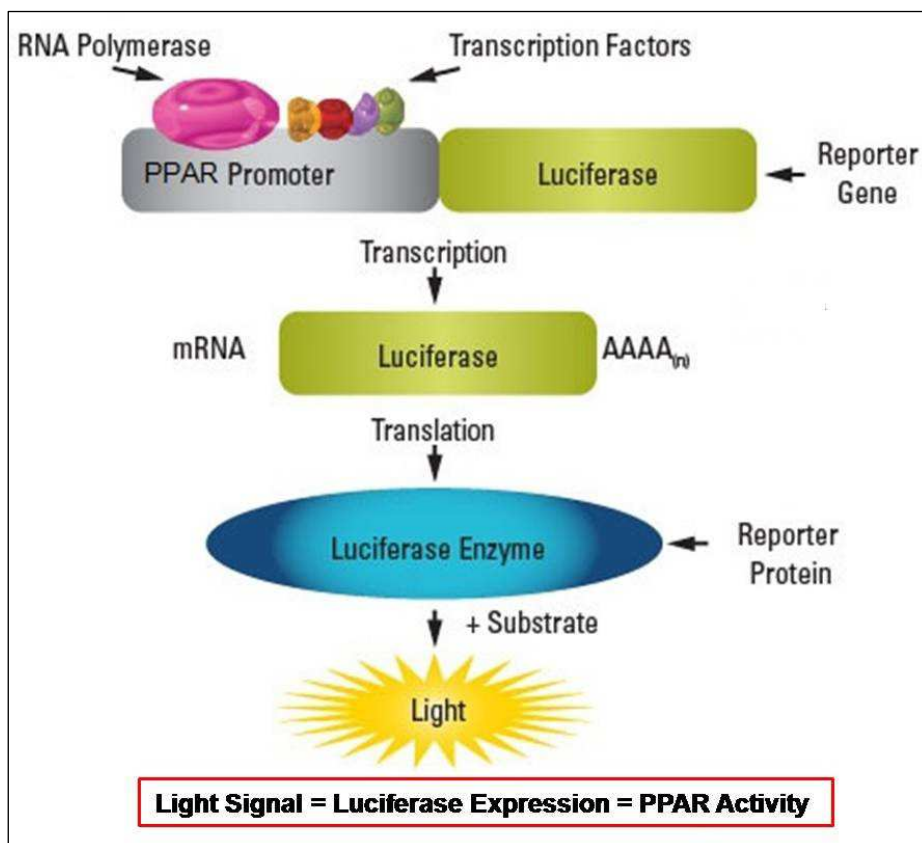 RNA Polymerase
Transcription Factors
PPAR Promoter
Luciferase
Reporter
Gene
Transcription
mRNA
Luciferase
AAAA(n)
Translation
Luciferase Enzyme
Reporter
Protein
+ Substrate
Light
Light Signal = Luciferase Expression = PPAR Activity